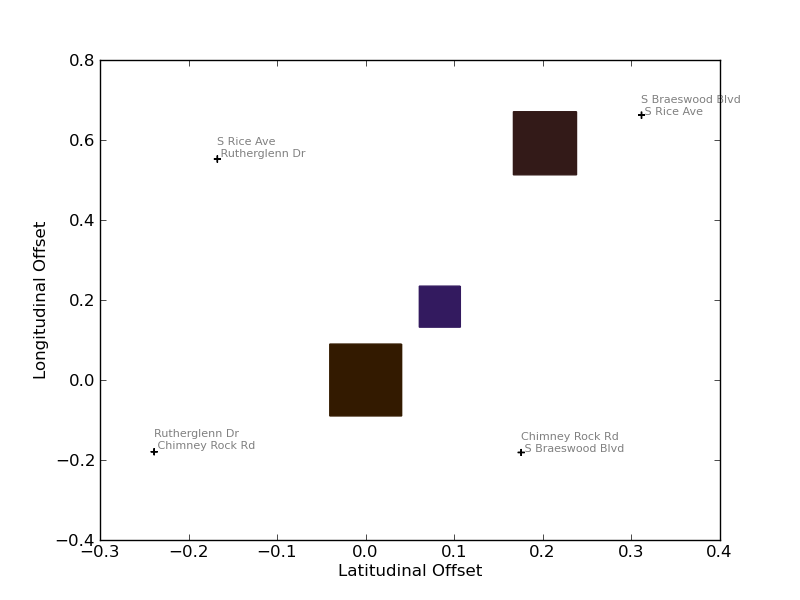 0.8
S Braeswood Blvd
S Rice Ave
S Rice Ave
Rutherglenn Dr
0.6
0.4
Longitudinal Offset
0.2
0.0
Rutherglenn Dr
Chimney Rock Rd
Chimney Rock Rd
S Braeswood Blvd
−0.2
−0.4
−0.3 −0.2 −0.1 0.0 0.1 0.2 0.3 0.4
Latitudinal Offset